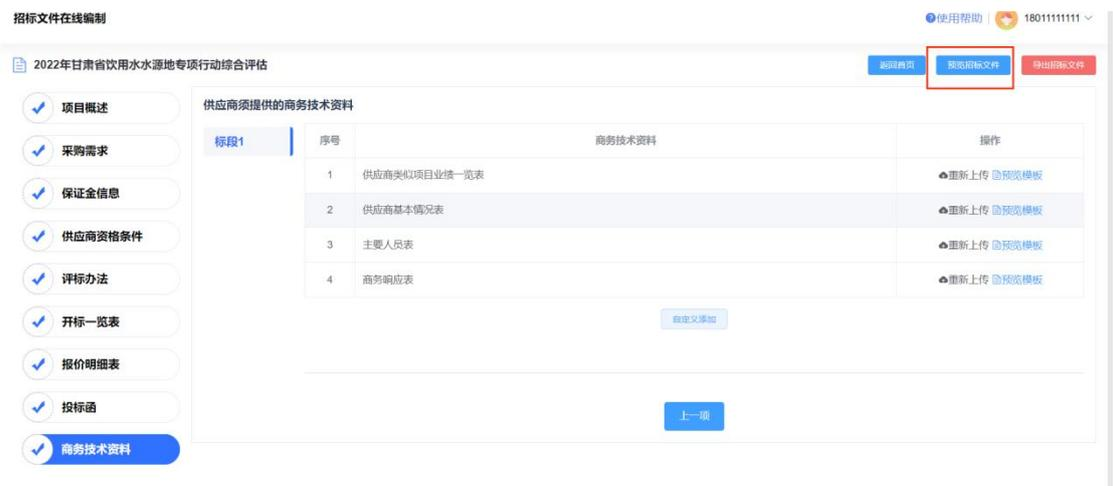 招标文件在线编制
使用帮助 18011111111
2022年甘肃省饮用水水源地专项行动综合评估
返回首页 预览招标文件 导出招标文件
项目概述
采购需求
保证金信息
供应商资格条件
评标办法
开标一览表
报价明细表
投标函
商务技术资料
供应商须提供的商务技术资料
标段1
序号 商务技术资料 操作
1 供应商类似项目业绩一览表 重新上传 预览模板
2 供应商基本情况表 重新上传 预览模板
3 主要人员表 重新上传 预览模板
4 商务响应表 重新上传 预览模板
自定义添加
上一项